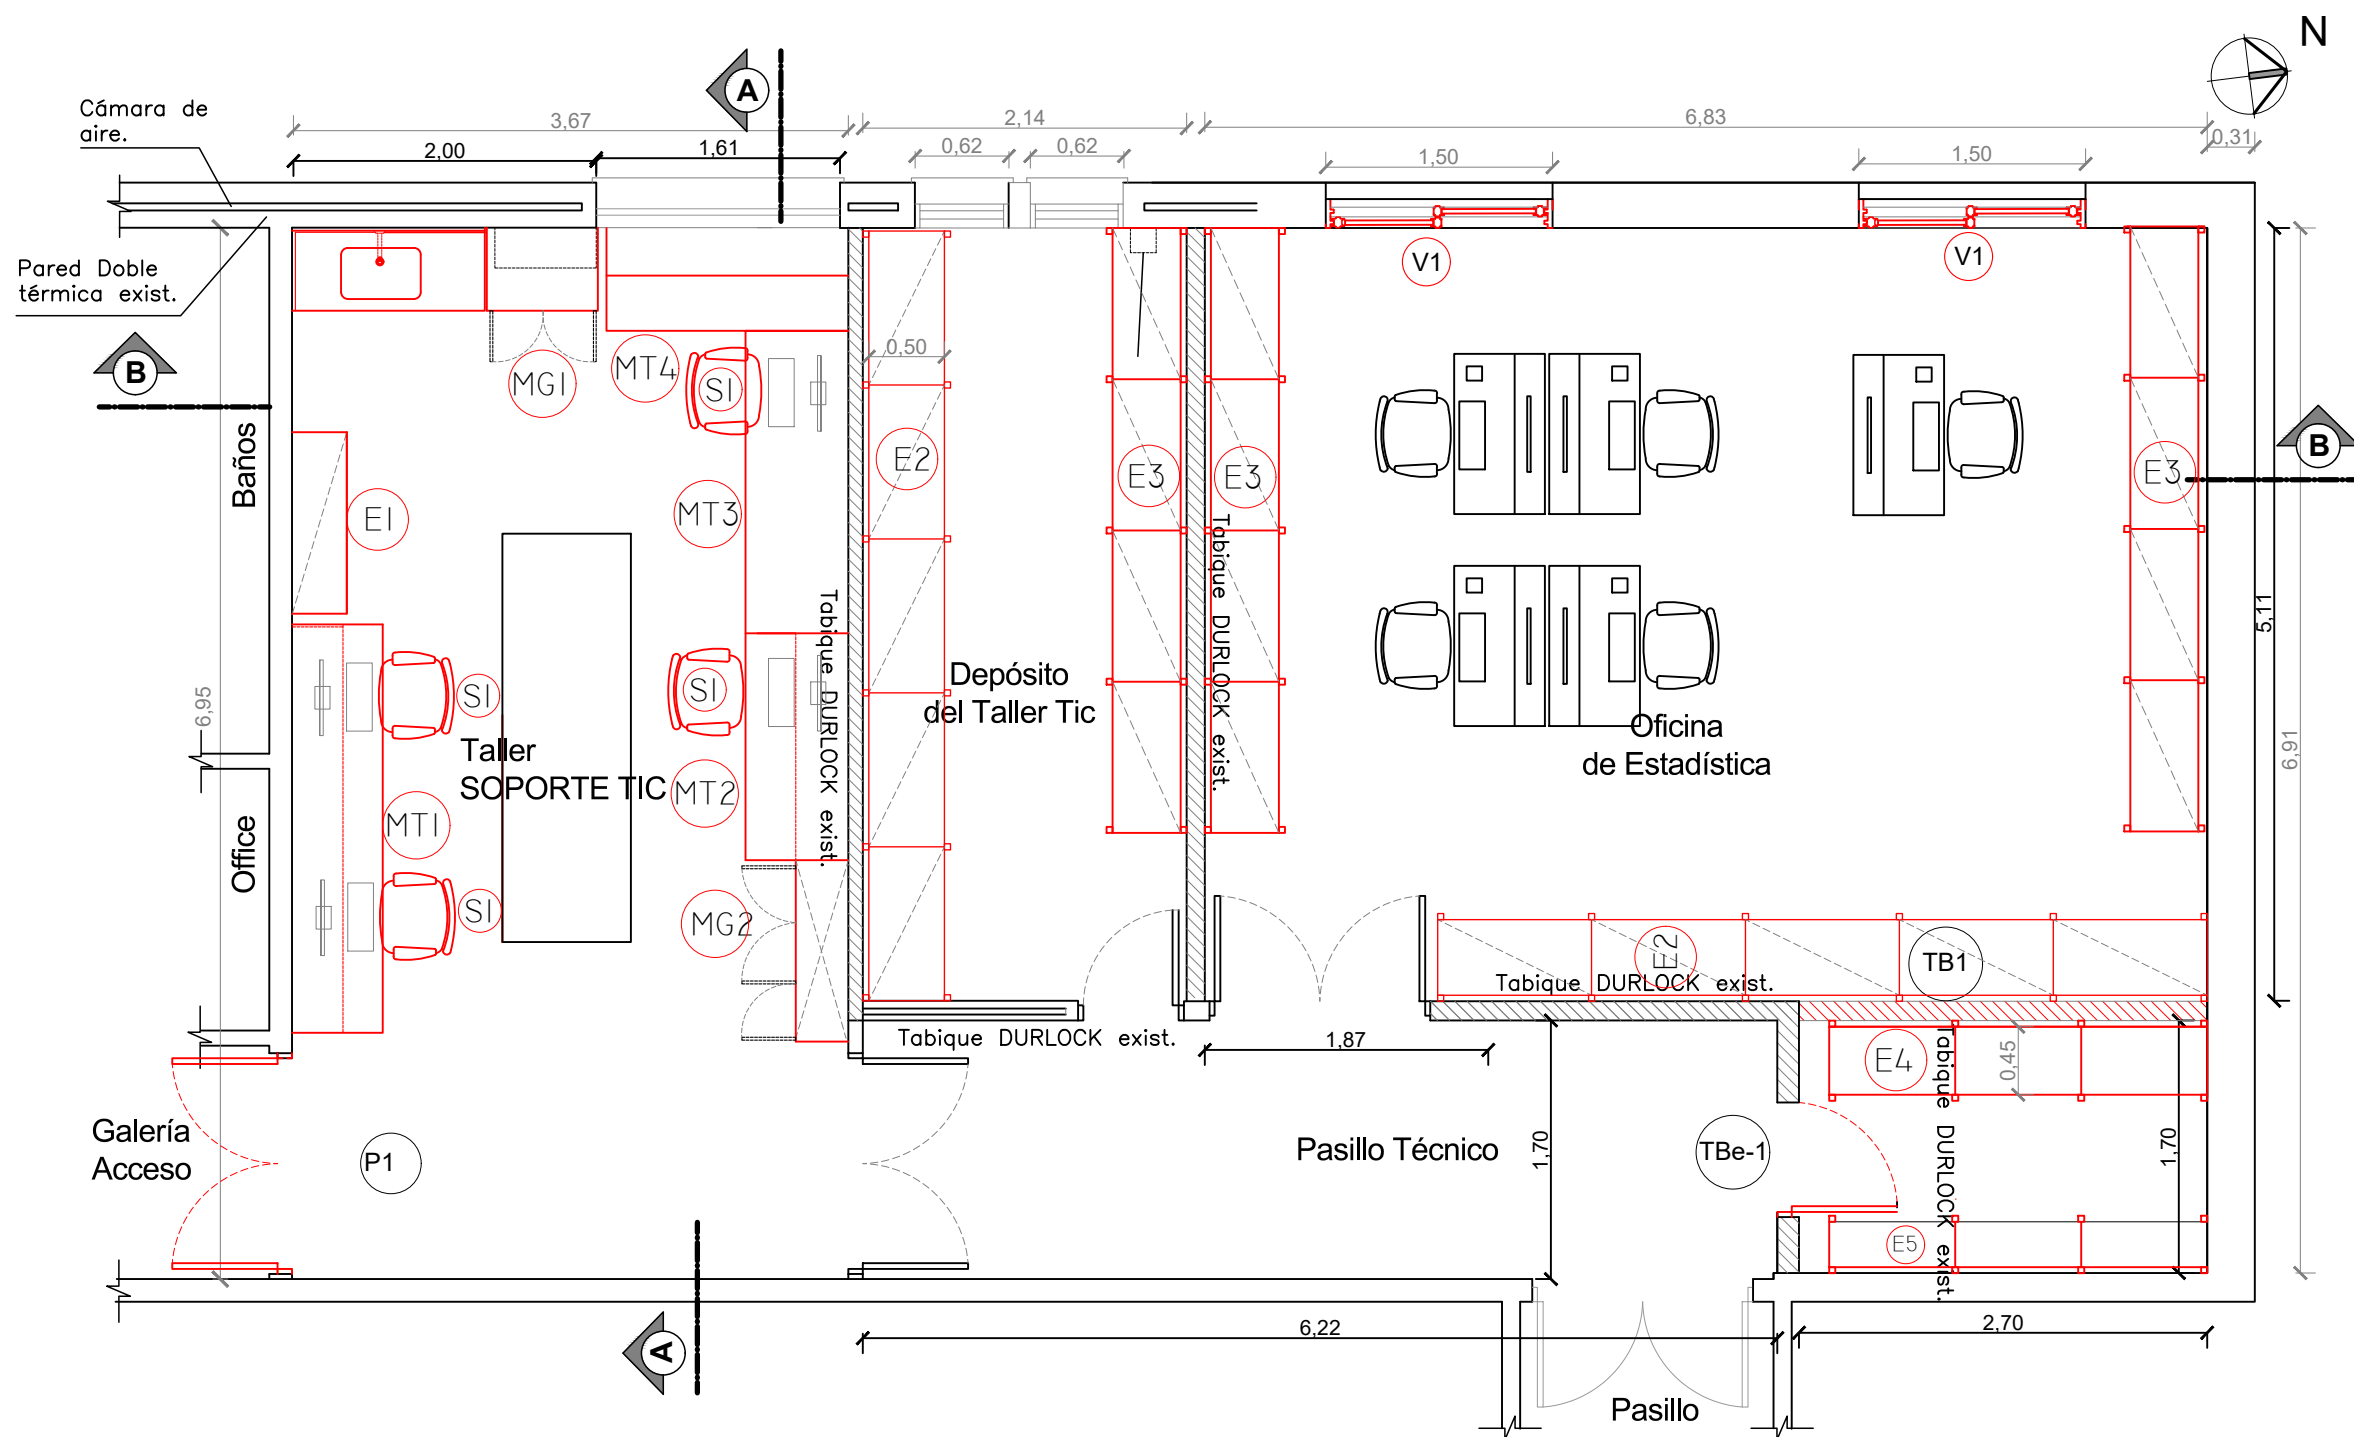 N
A
Cámara de
aire.
3,67
2,14
6,83
0,31
2,00
1,61
0,62
0,62
1,50
1,50
Pared Doble
térmica exist.
V1
V1
B
B
MG1
MT4
S1
0,50
E2
E3
E3
E3
Baños
E1
MT3
Tabique DURLOCK exist.
Tabique DURLOCK exist.
5,11
6,95
6,91
S1
S1
Depósito
del Taller Tic
Oficina
de Estadística
Taller
SOPORTE TIC
MT2
MT1
Office
S1
MG2
E2
TB1
Tabique DURLOCK exist.
Tabique DURLOCK exist.
1,87
E4
0,45
Tabique DURLOCK exist.
Galería
Acceso
P1
Pasillo Técnico
1,70
TBe-1
1,70
E5
A
6,22
2,70
Pasillo